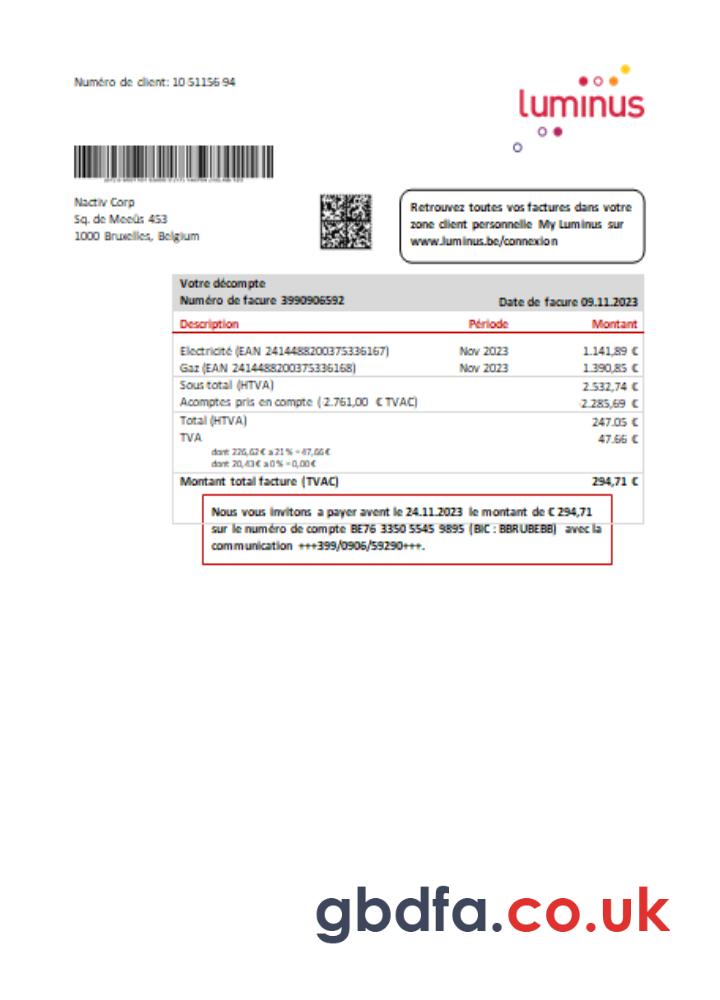 Numéro de client: 10 51156 94
luminus
Nactiv Corp
Sq. de Meeûs 453
1000 Bruxelles, Belgium
Retrouvez toutes vos factures dans votre
zone client personnelle My Luminus sur
www.luminus.be/connexion
Votre décompte
Numéro de facure 3990906592 Date de facure 09.11.2023
Description Période Montant
Electricité (EAN 2414488200375336167) Nov 2023 1.141,89 €
Gaz (EAN 2414488200375336168) Nov 2023 1.390,85 €
Sous total (HTVA) 2.532,74 €
Acomptes pris en compte (-2.761,00 € TVAC) -2.285,69 €
Total (HTVA) 247.05 €
TVA 47.66 €
dont 226,62 € a 21 % = 47,66 €
dont 20,43 € a 0 % = 0,00 €
Montant total facture (TVAC) 294,71 €
Nous vous invitons a payer avent le 24.11.2023 le montant de € 294,71
sur le numéro de compte BE76 3350 5545 9895 (BIC : BBRUBEBB) avec la
communication +++399/0906/59290+++.
gbdfa.co.uk